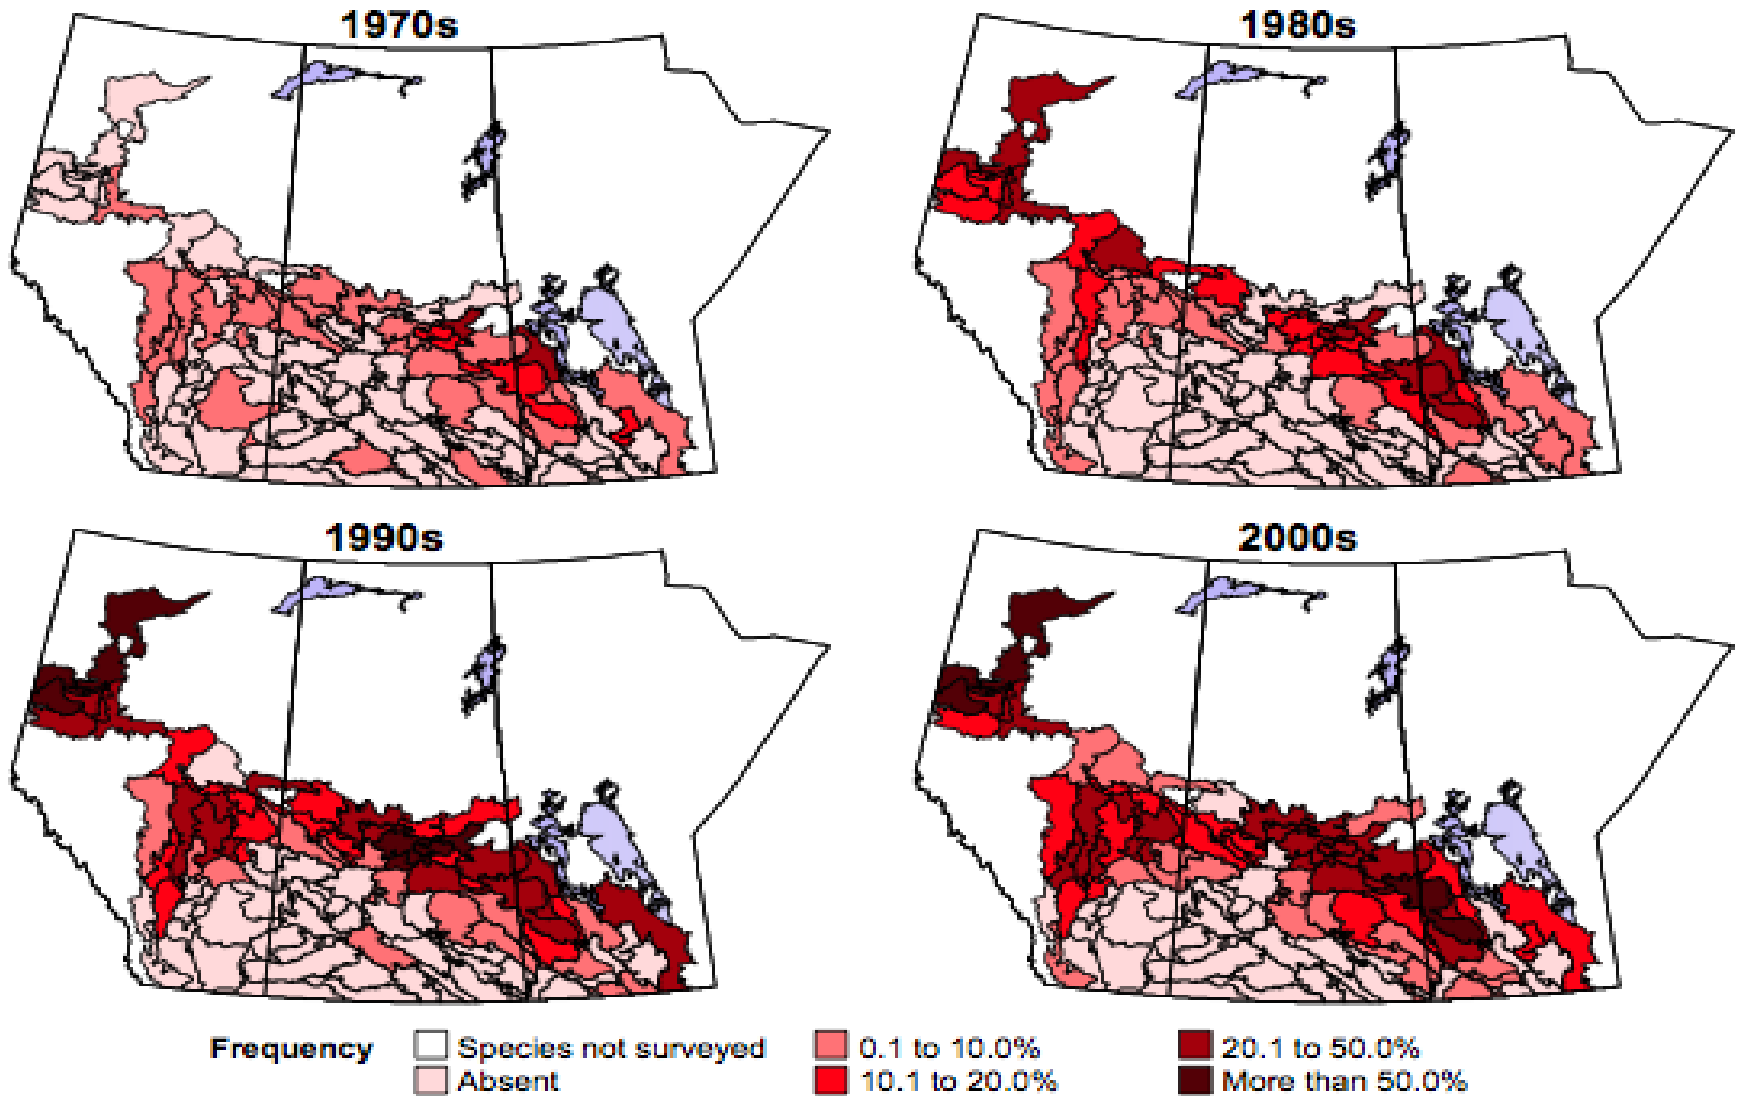 1970s
1980s
1990s
2000s
Frequency
Species not surveyed
0.1 to 10.0%
20.1 to 50.0%
Absent
10.1 to 20.0%
More than 50.0%